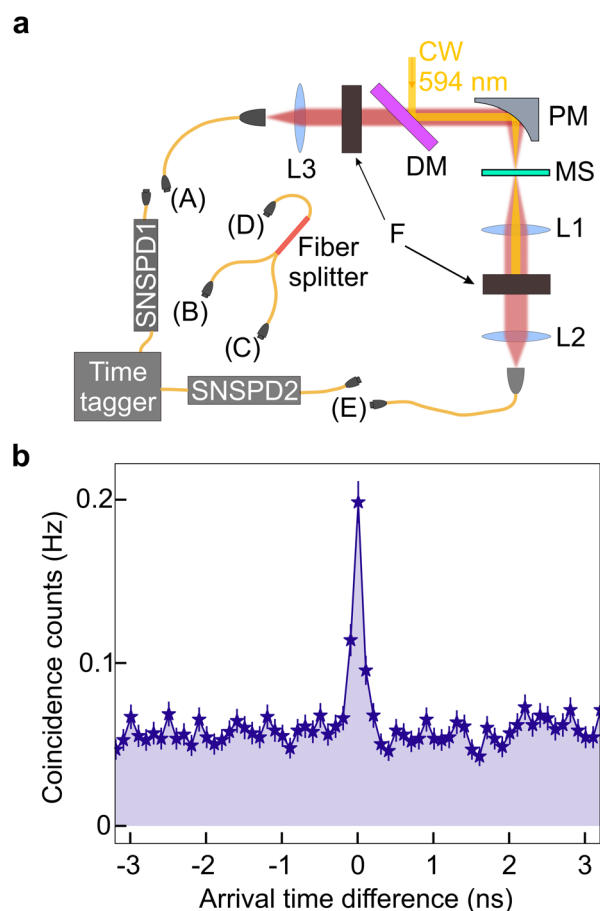 a
CW
594 nm
PM
DM
L3
MS
(A)
(D)
F
L1
Fiber
splitter
SNSPD1
(B)
(C)
L2
Time
tagger
SNSPD2
(E)
b
Coincidence counts (Hz)
0.2
0.1
0
-3 -2 -1 0 1 2 3
Arrival time difference (ns)